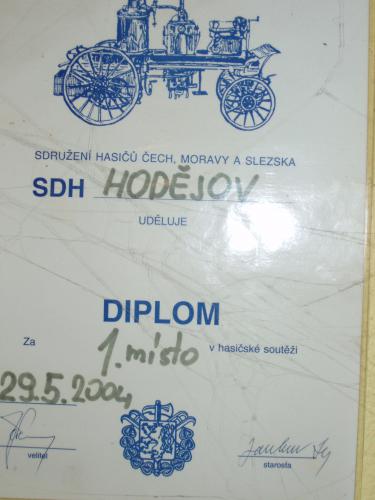 SDRUŽENÍ HASIČŮ ČECH, MORAVY A SLEZSKA
SDH HODĚJOV
UDĚLUJE
DIPLOM
Za 1. místo v hasičské soutěži
29.5.2004
velitel starosta